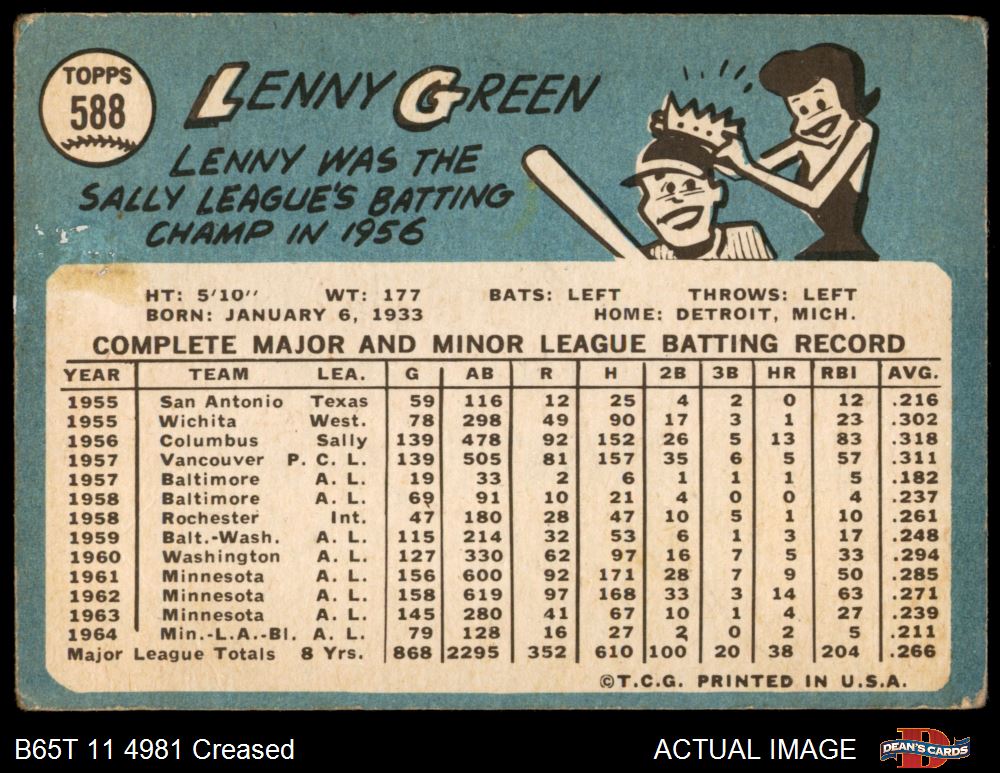 TOPPS
588
LENNY GREEN
LENNY WAS THE
SALLY LEAGUE'S BATTING
CHAMP IN 1956
HT: 5'10" WT: 177 BATS: LEFT THROWS: LEFT
BORN: JANUARY 6, 1933 HOME: DETROIT, MICH.
COMPLETE MAJOR AND MINOR LEAGUE BATTING RECORD
YEAR TEAM LEA. G AB R H 2B 3B HR RBI AVG.
1955 San Antonio Texas 59 116 12 25 4 2 0 12 .216
1955 Wichita West. 78 298 49 90 17 3 1 23 .302
1956 Columbus Sally 139 478 92 152 26 5 13 83 .318
1957 Vancouver P. C. L. 139 505 81 157 35 6 5 57 .311
1957 Baltimore A. L. 19 33 2 6 1 1 1 5 .182
1958 Baltimore A. L. 69 91 10 21 4 0 0 4 .237
1958 Rochester Int. 47 180 28 47 10 5 1 10 .261
1959 Balt.-Wash. A. L. 115 214 32 53 6 1 3 17 .248
1960 Washington A. L. 127 330 62 97 16 7 5 33 .294
1961 Minnesota A. L. 156 600 92 171 28 7 9 50 .285
1962 Minnesota A. L. 158 619 97 168 33 3 14 63 .271
1963 Minnesota A. L. 145 280 41 67 10 1 4 27 .239
1964 Min.-L.A.-Bl. A. L. 79 128 16 27 2 0 2 5 .211
Major League Totals 8 Yrs. 868 2295 352 610 100 20 38 204 .266
©T.C.G. PRINTED IN U.S.A.
B65T 11 4981 Creased ACTUAL IMAGE DEAN'S CARDS